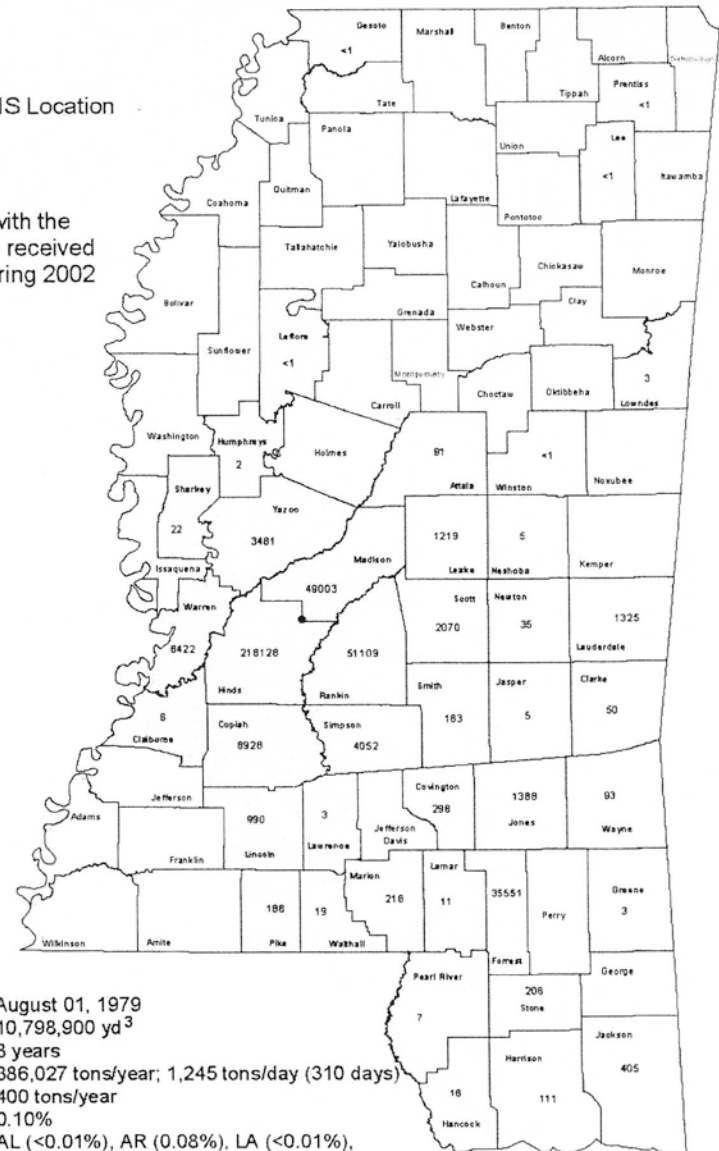 IS Location
with the
received
ring 2002
Desoto
<1
Marshall
Benton
Alcorn
Tippah
Prentiss
<1
Tunica
Tate
Panola
Union
Lee
<1
Itawamba
Coahoma
Quitman
Lafayette
Pontotoc
Tallahatchie
Yalobusha
Calhoun
Chickasaw
Monroe
Bolivar
Sunflower
Leflore
<1
Grenada
Webster
Clay
Montgomery
Carroll
Choctaw
Oktibbeha
3
Lowndes
Washington
Humphreys
2
Holmes
81
Attala
<1
Winston
Noxubee
Sharkey
22
Yazoo
3481
Issaquena
Madison
49003
1219
Leake
5
Neshoba
Kemper
Warren
6422
218128
Hinds
51109
Rankin
Scott
2070
Newton
35
1325
Lauderdale
6
Claiborne
Copiah
8928
Simpson
4052
Smith
163
Jasper
5
Clarke
50
Adams
Jefferson
Franklin
990
Lincoln
3
Lawrence
Jefferson
Davis
Covington
298
1388
Jones
93
Wayne
Wilkinson
Amite
188
Pike
19
Walthall
Marion
218
Lamar
11
35551
Forrest
Perry
Greene
3
Pearl River
7
206
Stone
George
16
Hancock
Harrison
111
Jackson
405
August 01, 1979
10,798,900 yd3
3 years
386,027 tons/year; 1,245 tons/day (310 days)
400 tons/year
0.10%
AL (<0.01%), AR (0.08%), LA (<0.01%),